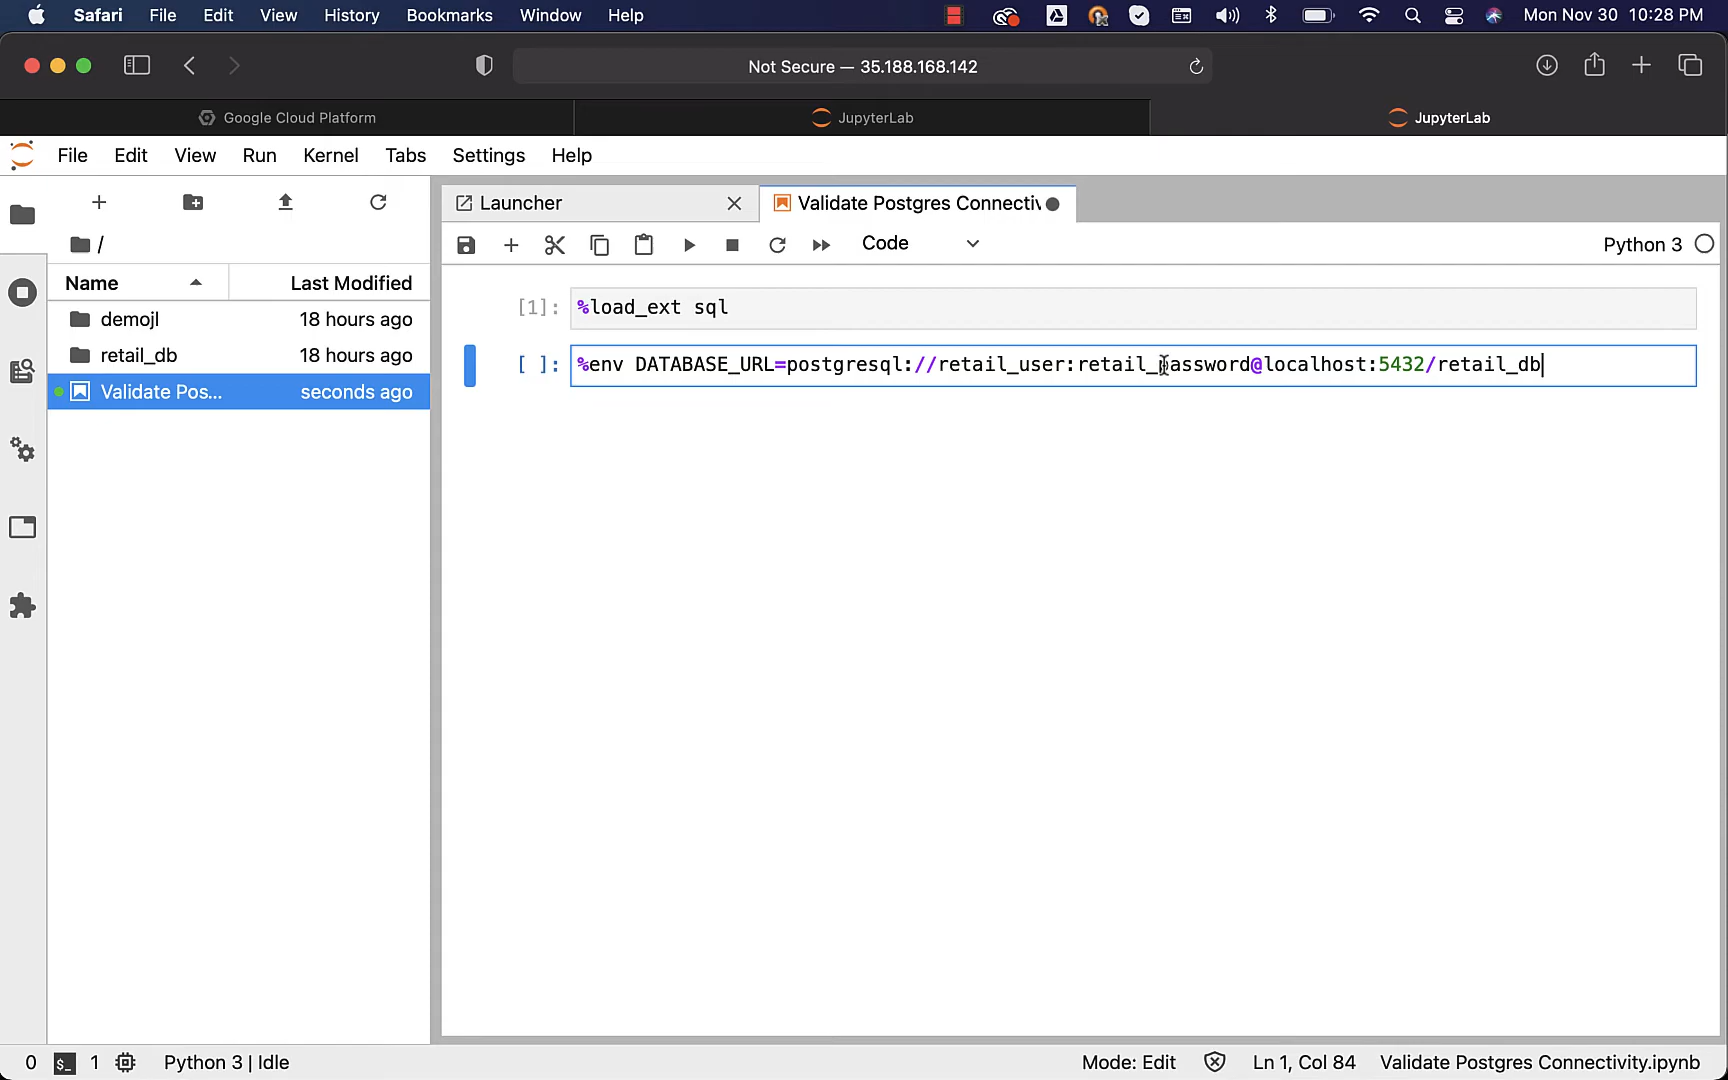 Safari File Edit View History Bookmarks Window Help Mon Nov 30 10:28 PM
Not Secure — 35.188.168.142
Google Cloud Platform JupyterLab JupyterLab
File Edit View Run Kernel Tabs Settings Help
Launcher Validate Postgres Connectiv
/
Code Python 3
Name Last Modified
demojl 18 hours ago
retail_db 18 hours ago
Validate Pos... seconds ago
[1]: %load_ext sql
[ ]: %env DATABASE_URL=postgresql://retail_user:retail_password@localhost:5432/retail_db
0 $_ 1 Python 3 | Idle Mode: Edit Ln 1, Col 84 Validate Postgres Connectivity.ipynb